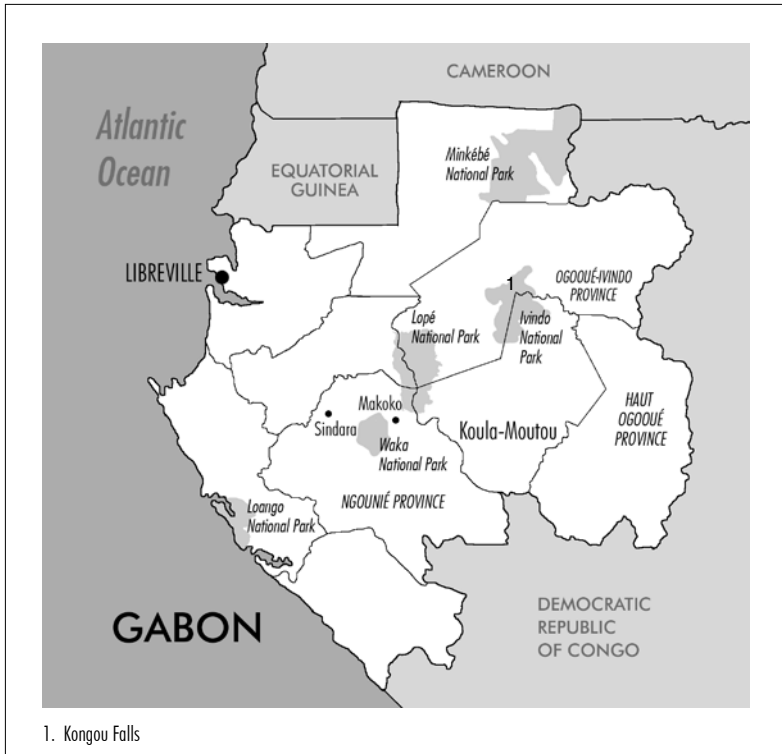 CAMEROON
Atlantic
Ocean
EQUATORIAL
GUINEA
Minkébé
National Park
LIBREVILLE
1
OGOOUÉ-IVINDO
PROVINCE
Lopé
National Park
Ivindo
National
Park
Makoko
Sindara
Koula-Moutou
HAUT
OGOOUÉ
PROVINCE
Waka
National Park
NGOUNIÉ PROVINCE
Loango
National Park
GABON
DEMOCRATIC
REPUBLIC
OF CONGO
1. Kongou Falls